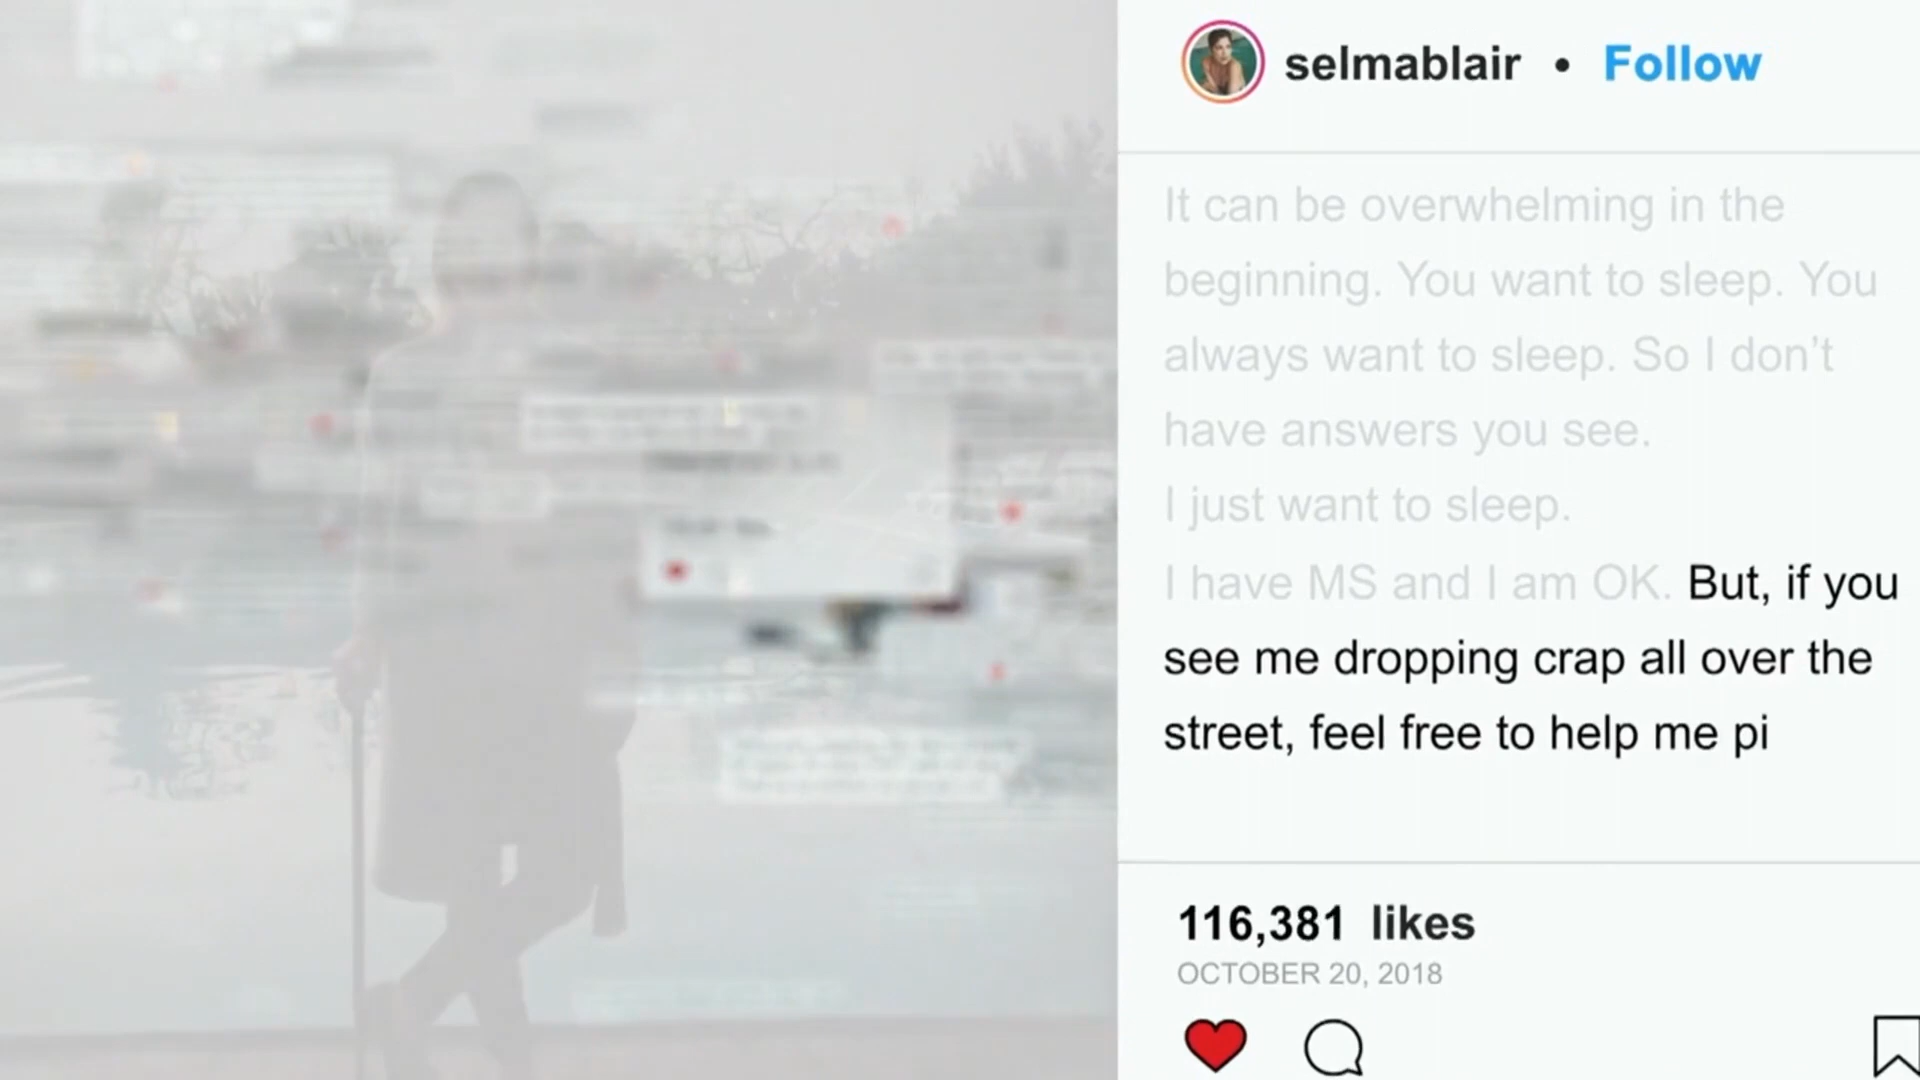 selmablair • Follow
It can be overwhelming in the
beginning. You want to sleep. You
always want to sleep. So I don't
have answers you see.
I just want to sleep.
I have MS and I am OK. But, if you
see me dropping crap all over the
street, feel free to help me pi
116,381 likes
OCTOBER 20, 2018